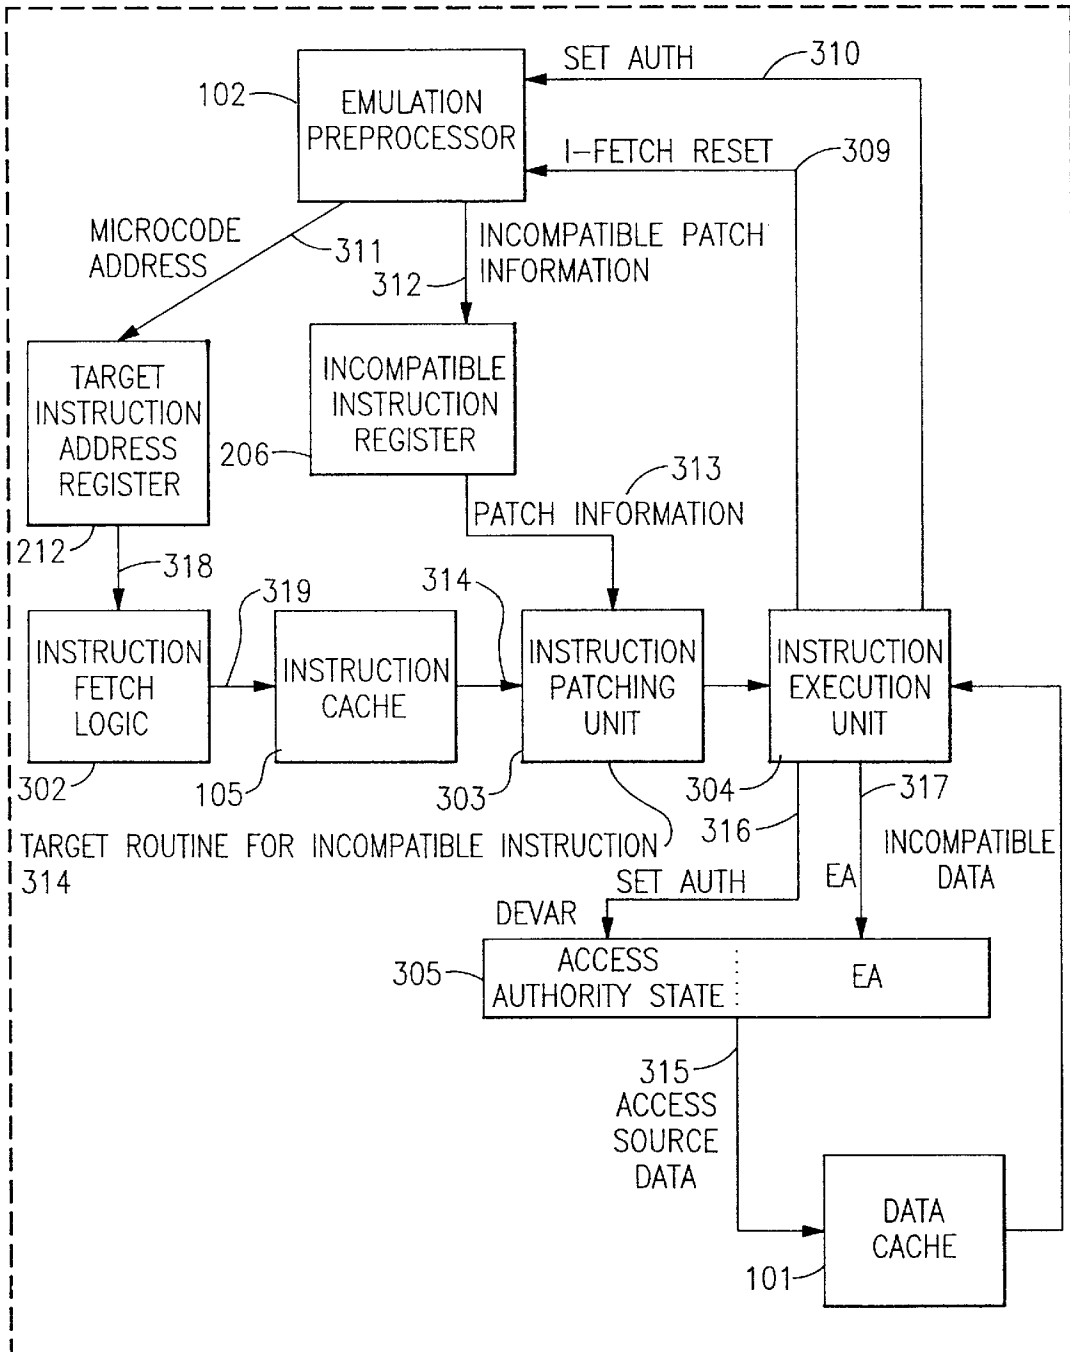 SET AUTH
310
102
EMULATION
PREPROCESSOR
I-FETCH RESET
309
MICROCODE
ADDRESS
311
312
INCOMPATIBLE PATCH
INFORMATION
TARGET
INSTRUCTION
ADDRESS
REGISTER
INCOMPATIBLE
INSTRUCTION
REGISTER
206
313
PATCH INFORMATION
212
318
319
314
INSTRUCTION
FETCH
LOGIC
INSTRUCTION
CACHE
INSTRUCTION
PATCHING
UNIT
INSTRUCTION
EXECUTION
UNIT
302
105
303
304
317
316
TARGET ROUTINE FOR INCOMPATIBLE INSTRUCTION
314
INCOMPATIBLE
DATA
SET AUTH
EA
DEVAR
305
ACCESS
AUTHORITY STATE
EA
315
ACCESS
SOURCE
DATA
DATA
CACHE
101